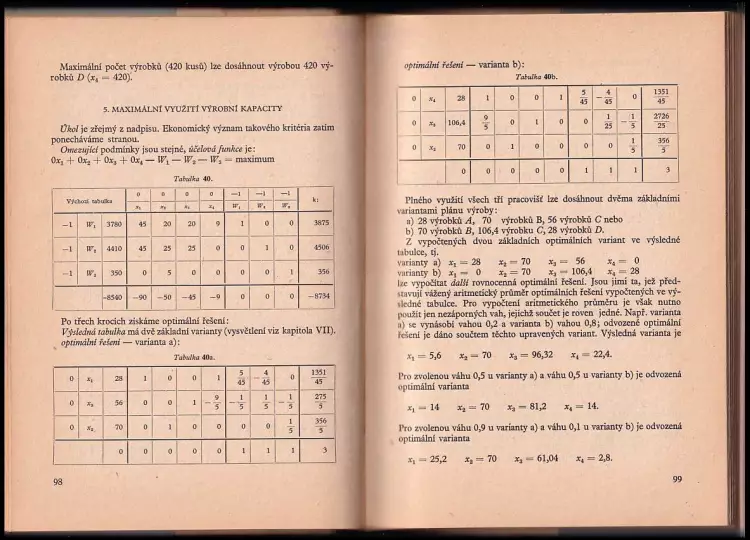 Maximální počet výrobků (420 kusů) lze dosáhnout výrobou 420 vý-
robků D (x₄ = 420).
5. MAXIMÁLNÍ VYUŽITÍ VÝROBNÍ KAPACITY
Úkol je zřejmý z nadpisu. Ekonomický význam takového kritéria zatím
ponecháváme stranou.
Omezující podmínky jsou stejné, účelová funkce je:
0x₁ + 0x₂ + 0x₃ + 0x₄ — W₁ — W₂ — W₃ = maximum
Tabulka 40.
Výchozí tabulka 0 0 0 0 —1 —1 —1 k:
x₁ x₂ x₃ x₄ W₁ W₂ W₃
—1 W₁ 3780 45 20 20 9 1 0 0 3875
—1 W₂ 4410 45 25 25 0 0 1 0 4506
—1 W₃ 350 0 5 0 0 0 0 1 356
—8540 —90 —50 —45 —9 0 0 0 —8734
Po třech krocích získáme optimální řešení:
Výsledná tabulka má dvě základní varianty (vysvětlení viz kapitola VII).
optimální řešení — varianta a):
Tabulka 40a.
0 x₁ 28 1 0 0 1 5/45 —4/45 0 1351/45
0 x₃ 56 0 0 1 —9/5 —1/5 1/5 —1/5 275/5
0 x₂ 70 0 1 0 0 0 0 1/5 356/5
0 0 0 0 1 1 1 3
98
optimální řešení — varianta b):
Tabulka 40b.
0 x₄ 28 1 0 0 1 5/45 —4/45 0 1351/45
0 x₃ 106,4 9/5 0 1 0 0 1/25 —1/5 2726/25
0 x₂ 70 0 1 0 0 0 0 1/5 356/5
0 0 0 0 1 1 1 3
Plného využití všech tří pracovišť lze dosáhnout dvěma základními
variantami plánu výroby:
a) 28 výrobků A, 70 výrobků B, 56 výrobků C nebo
b) 70 výrobků B, 106,4 výrobku C, 28 výrobků D.
Z vypočtených dvou základních optimálních variant ve výsledné
tabulce, tj.
varianty a) x₁ = 28 x₂ = 70 x₃ = 56 x₄ = 0
varianty b) x₁ = 0 x₂ = 70 x₃ = 106,4 x₄ = 28
lze vypočítat další rovnocenná optimální řešení. Jsou jimi ta, jež před-
stavují vážený aritmetický průměr optimálních řešení vypočtených ve vý-
sledné tabulce. Pro vypočtení aritmetického průměru je však nutno
použít jen nezáporných vah, jejichž součet je roven jedné. Např. varianta
a) se vynásobí vahou 0,2 a varianta b) vahou 0,8; odvozené optimální
řešení je dáno součtem těchto upravených variant. Výsledná varianta je
x₁ = 5,6 x₂ = 70 x₃ = 96,32 x₄ = 22,4.
Pro zvolenou váhu 0,5 u varianty a) a váhu 0,5 u varianty b) je odvozená
optimální varianta
x₁ = 14 x₂ = 70 x₃ = 81,2 x₄ = 14.
Pro zvolenou váhu 0,9 u varianty a) a váhu 0,1 u varianty b) je odvozená
optimální varianta
x₁ = 25,2 x₂ = 70 x₃ = 61,04 x₄ = 2,8.
99